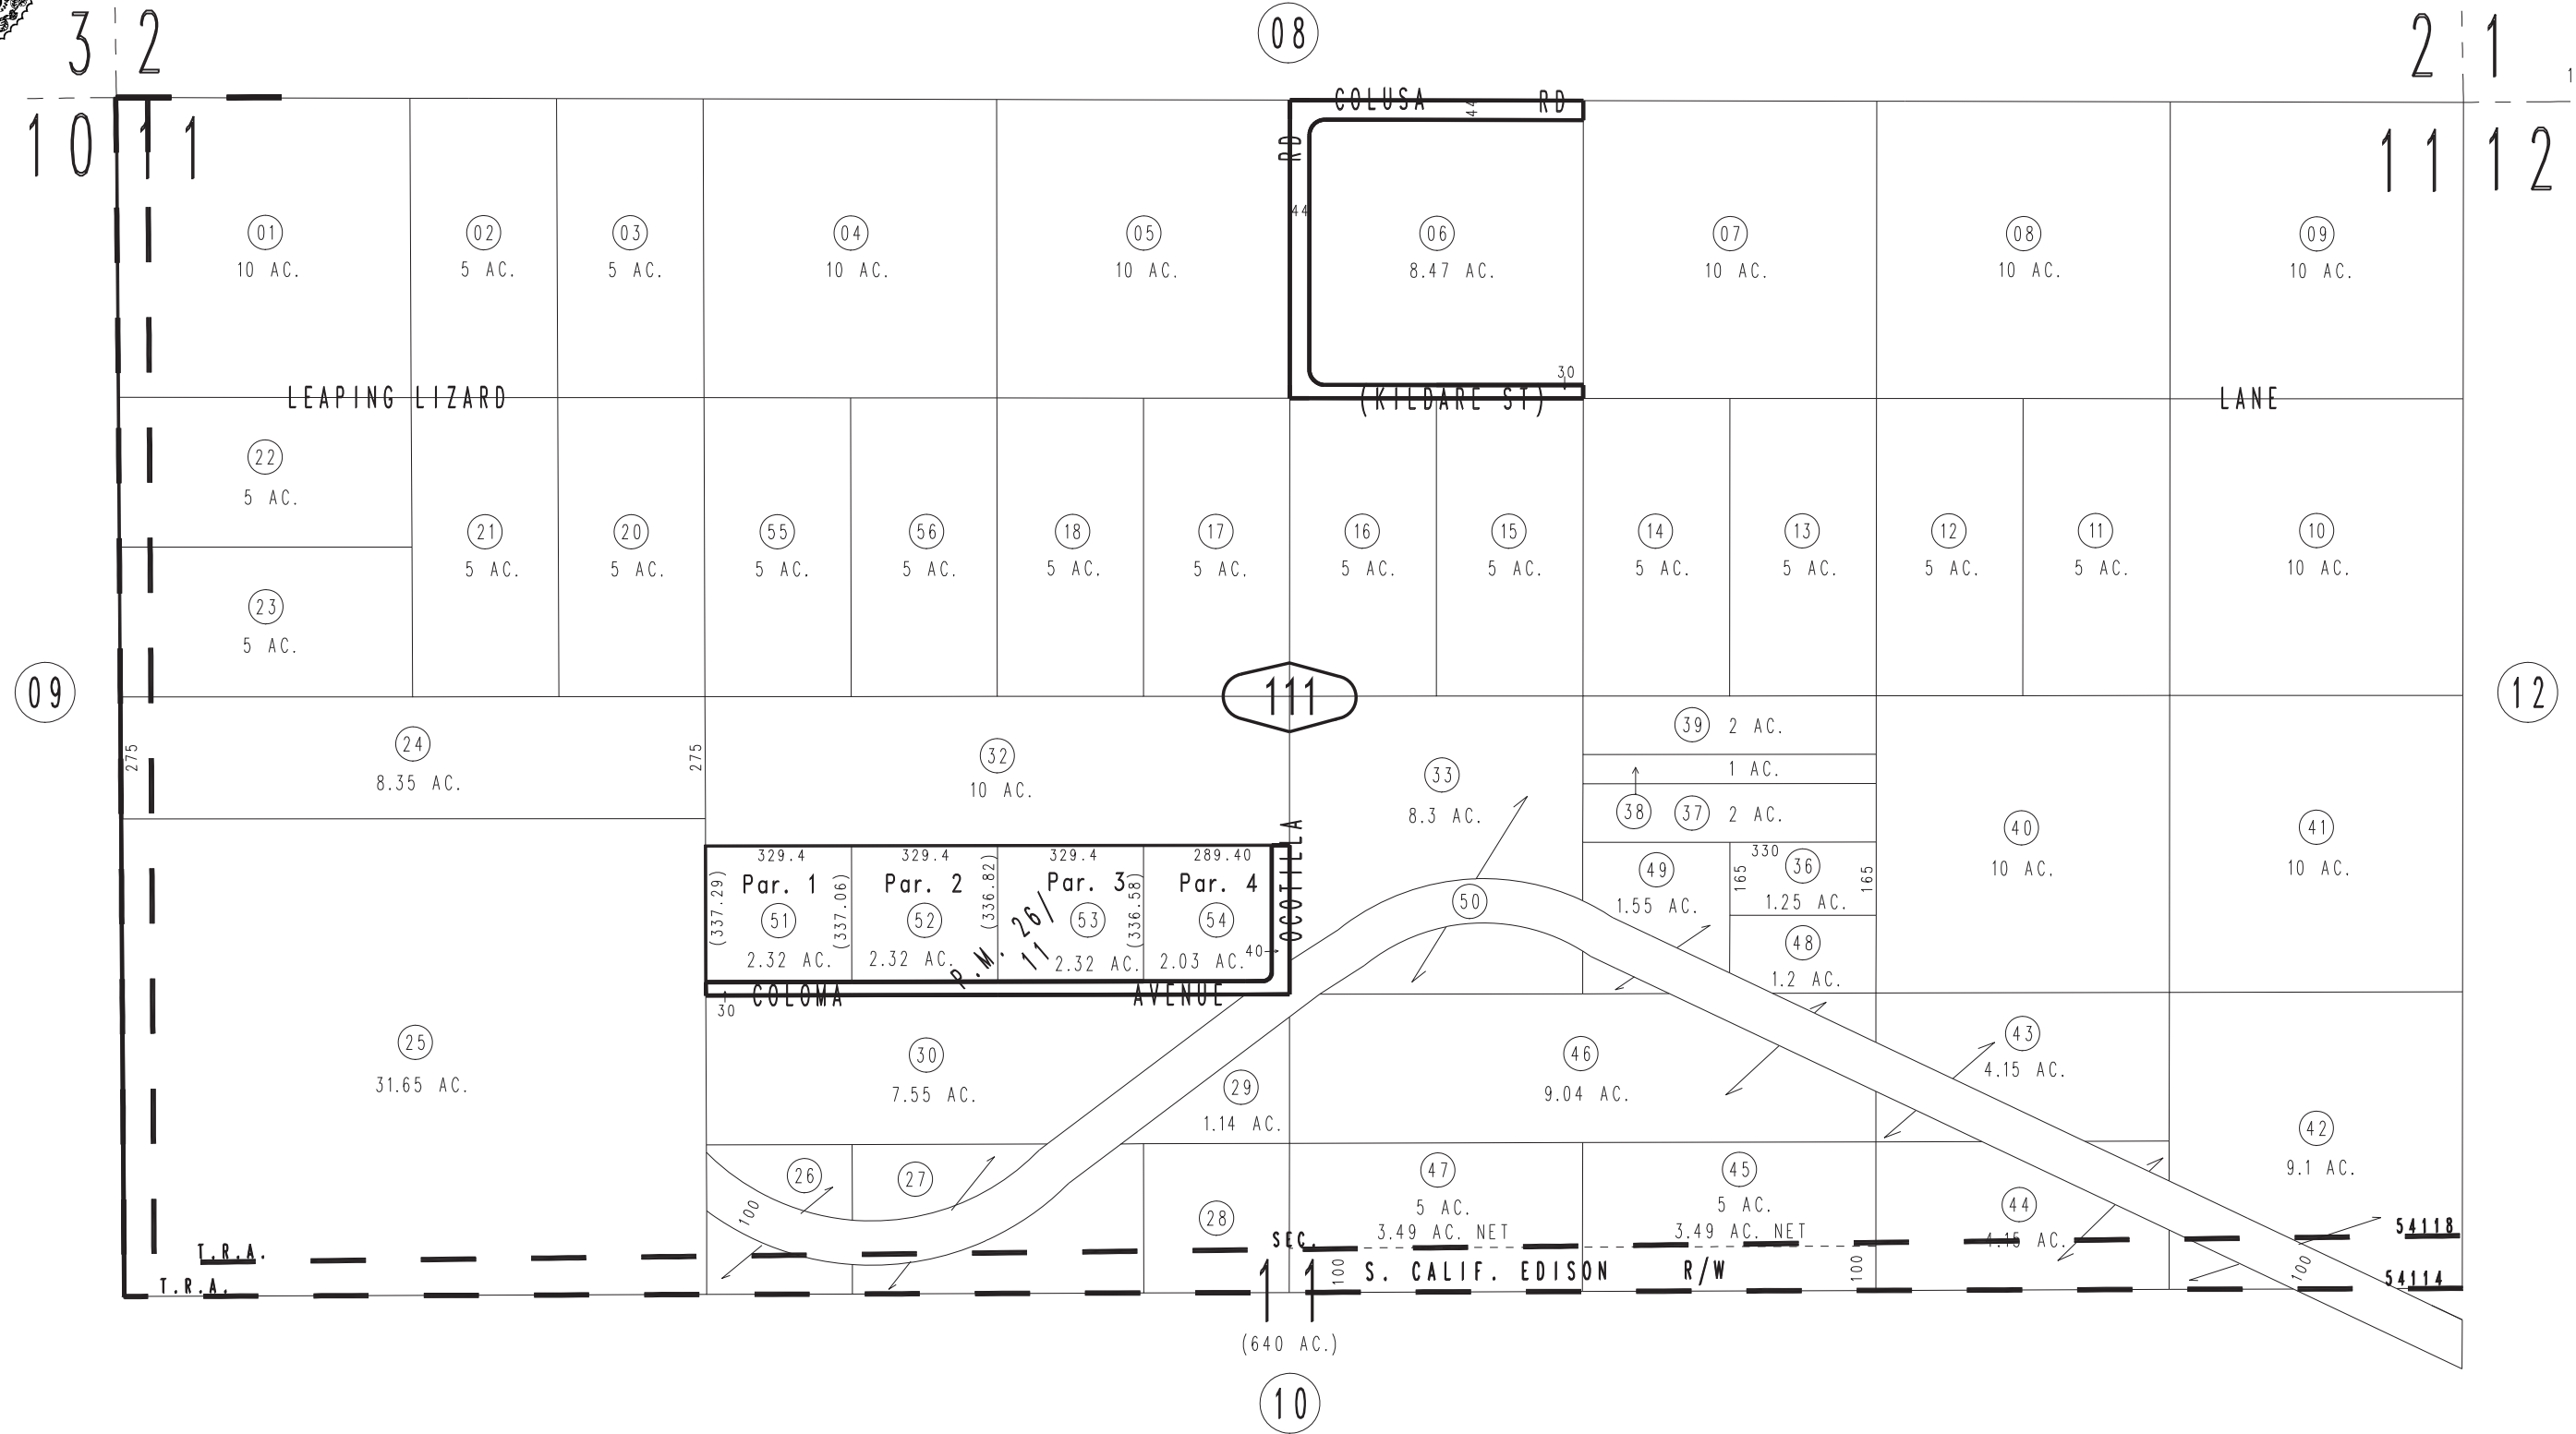 3 2
08
2 1
10 11
11 12
COLUSA RD
44
RD
44
01
10 AC.
02
5 AC.
03
5 AC.
04
10 AC.
05
10 AC.
06
8.47 AC.
07
10 AC.
08
10 AC.
09
10 AC.
30
LEAPING LIZARD (KILDARE ST) LANE
22
5 AC.
23
5 AC.
21
5 AC.
20
5 AC.
55
5 AC.
56
5 AC.
18
5 AC.
17
5 AC.
16
5 AC.
15
5 AC.
14
5 AC.
13
5 AC.
12
5 AC.
11
5 AC.
10
10 AC.
09
111
12
275
24
8.35 AC.
275
32
10 AC.
33
8.3 AC.
39 2 AC.
1 AC.
38
37 2 AC.
40
10 AC.
41
10 AC.
329.4
329.4
329.4
289.40
(337.29)
Par. 1
51
2.32 AC.
(337.06)
Par. 2
52
2.32 AC.
(336.82)
Par. 3
53
2.32 AC.
(336.58)
Par. 4
54
2.03 AC.
P.M. 26/
11
40
OCOTILLA
50
49
1.55 AC.
330
165
36
1.25 AC.
165
48
1.2 AC.
COLOMA AVENUE
30
25
31.65 AC.
30
7.55 AC.
29
1.14 AC.
46
9.04 AC.
43
4.15 AC.
42
9.1 AC.
26
100
27
28
47
5 AC.
3.49 AC. NET
45
5 AC.
3.49 AC. NET
44
4.15 AC.
T.R.A.
SEC.
54118
T.R.A.
11
100
S. CALIF. EDISON R/W
100
100
54114
(640 AC.)
10